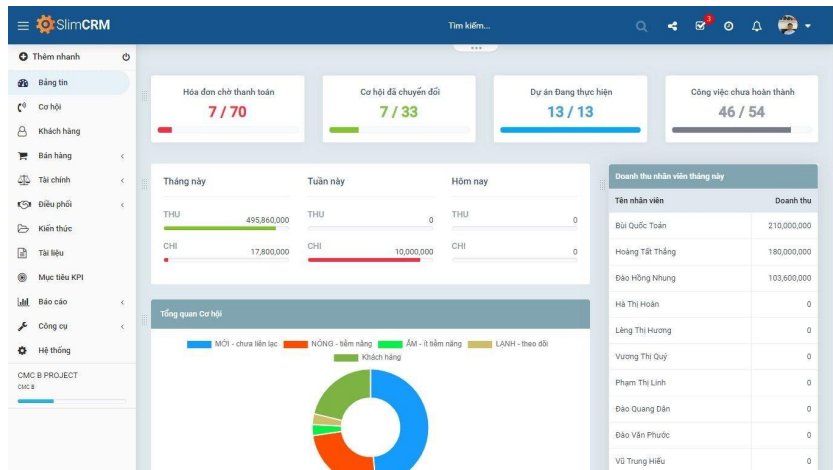 SlimCRM
Tìm kiếm...
3
Thêm nhanh
Bảng tin
Cơ hội
Khách hàng
Bán hàng
Tài chính
Điều phối
Kiến thức
Tài liệu
Mục tiêu KPI
Báo cáo
Công cụ
Hệ thống
CMC B PROJECT
CMC B
Hóa đơn chờ thanh toán
7 / 70
Cơ hội đã chuyển đổi
7 / 33
Dự án Đang thực hiện
13 / 13
Công việc chưa hoàn thành
46 / 54
Tháng này
THU
495,860,000
CHI
17,800,000
Tuần này
THU
0
CHI
10,000,000
Hôm nay
THU
0
CHI
0
Tổng quan Cơ hội
MỚI - chưa liên lạc
NÓNG - tiềm năng
ẤM - ít tiềm năng
LẠNH - theo dõi
Khách hàng
Doanh thu nhân viên tháng này
Tên nhân viên Doanh thu
Bùi Quốc Toản 210,000,000
Hoàng Tất Thắng 180,000,000
Đào Hồng Nhung 103,600,000
Hà Thị Hoàn 0
Lèng Thị Hương 0
Vương Thị Quý 0
Phạm Thị Linh 0
Đào Quang Dân 0
Đào Văn Phước 0
Vũ Trung Hiếu 0